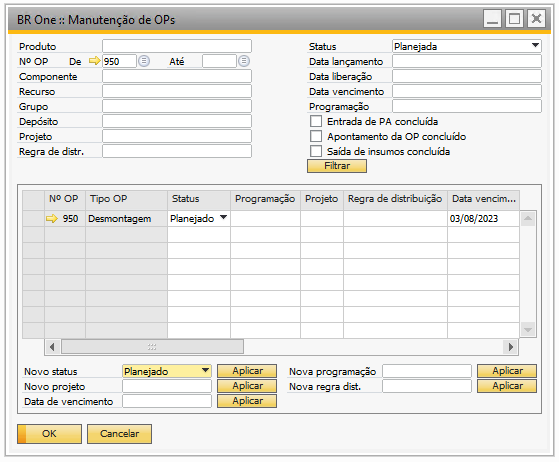 BR One :: Manutenção de OPs
Produto
Nº OP De 950 Até
Componente
Recurso
Grupo
Depósito
Projeto
Regra de distr.
Status Planejada
Data lançamento
Data liberação
Data vencimento
Programação
Entrada de PA concluída
Apontamento da OP concluído
Saída de insumos concluída
Filtrar
Nº OP Tipo OP Status Programação Projeto Regra de distribuição Data vencim...
950 Desmontagem Planejado 03/08/2023
Novo status Planejado Aplicar Nova programação Aplicar
Novo projeto Aplicar Nova regra dist. Aplicar
Data de vencimento Aplicar
OK Cancelar